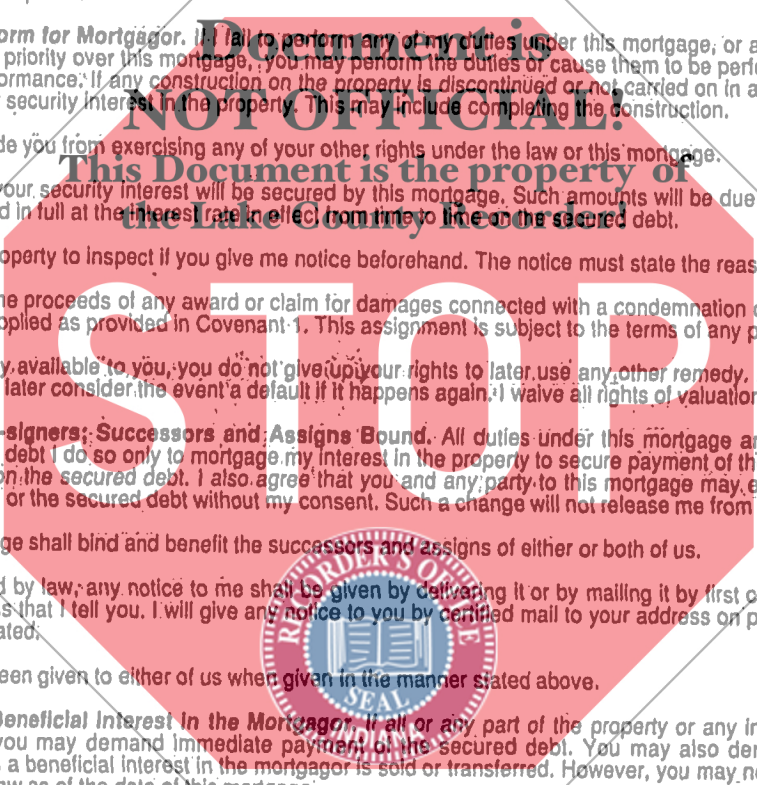 Document is
NOT OFFICIAL!
This Document is the property of
the Lake County Recorder!
STOP
RECORDER'S OFFICE
SEAL
INDIANA
orm for Mortgagor. If I fail to perform any of my duties under this mortgage, or a
priority over this mortgage, you may perform the duties or cause them to be perf
ormance. If any construction on the property is discontinued or not carried on in a
security interest in the property. This may include completing the construction.
de you from exercising any of your other rights under the law or this mortgage.
your security interest will be secured by this mortgage. Such amounts will be due
d in full at the interest rate in effect from time to time on the secured debt.
operty to inspect if you give me notice beforehand. The notice must state the reas
he proceeds of any award or claim for damages connected with a condemnation
pplied as provided in Covenant 1. This assignment is subject to the terms of any p
y available to you, you do not give up your rights to later use any other remedy.
later consider the event a default if it happens again. I waive all rights of valuation
-signers; Successors and Assigns Bound. All duties under this mortgage a
debt I do so only to mortgage my interest in the property to secure payment of th
on the secured debt. I also agree that you and any party to this mortgage may e
or the secured debt without my consent. Such a change will not release me from
ge shall bind and benefit the successors and assigns of either or both of us.
d by law, any notice to me shall be given by delivering it or by mailing it by first c
s that I tell you. I will give any notice to you by certified mail to your address on p
ated.
een given to either of us when given in the manner stated above.
Beneficial Interest in the Mortgagor. If all or any part of the property or any in
you may demand immediate payment of the secured debt. You may also de
a beneficial interest in the mortgagor is sold or transferred. However, you may n